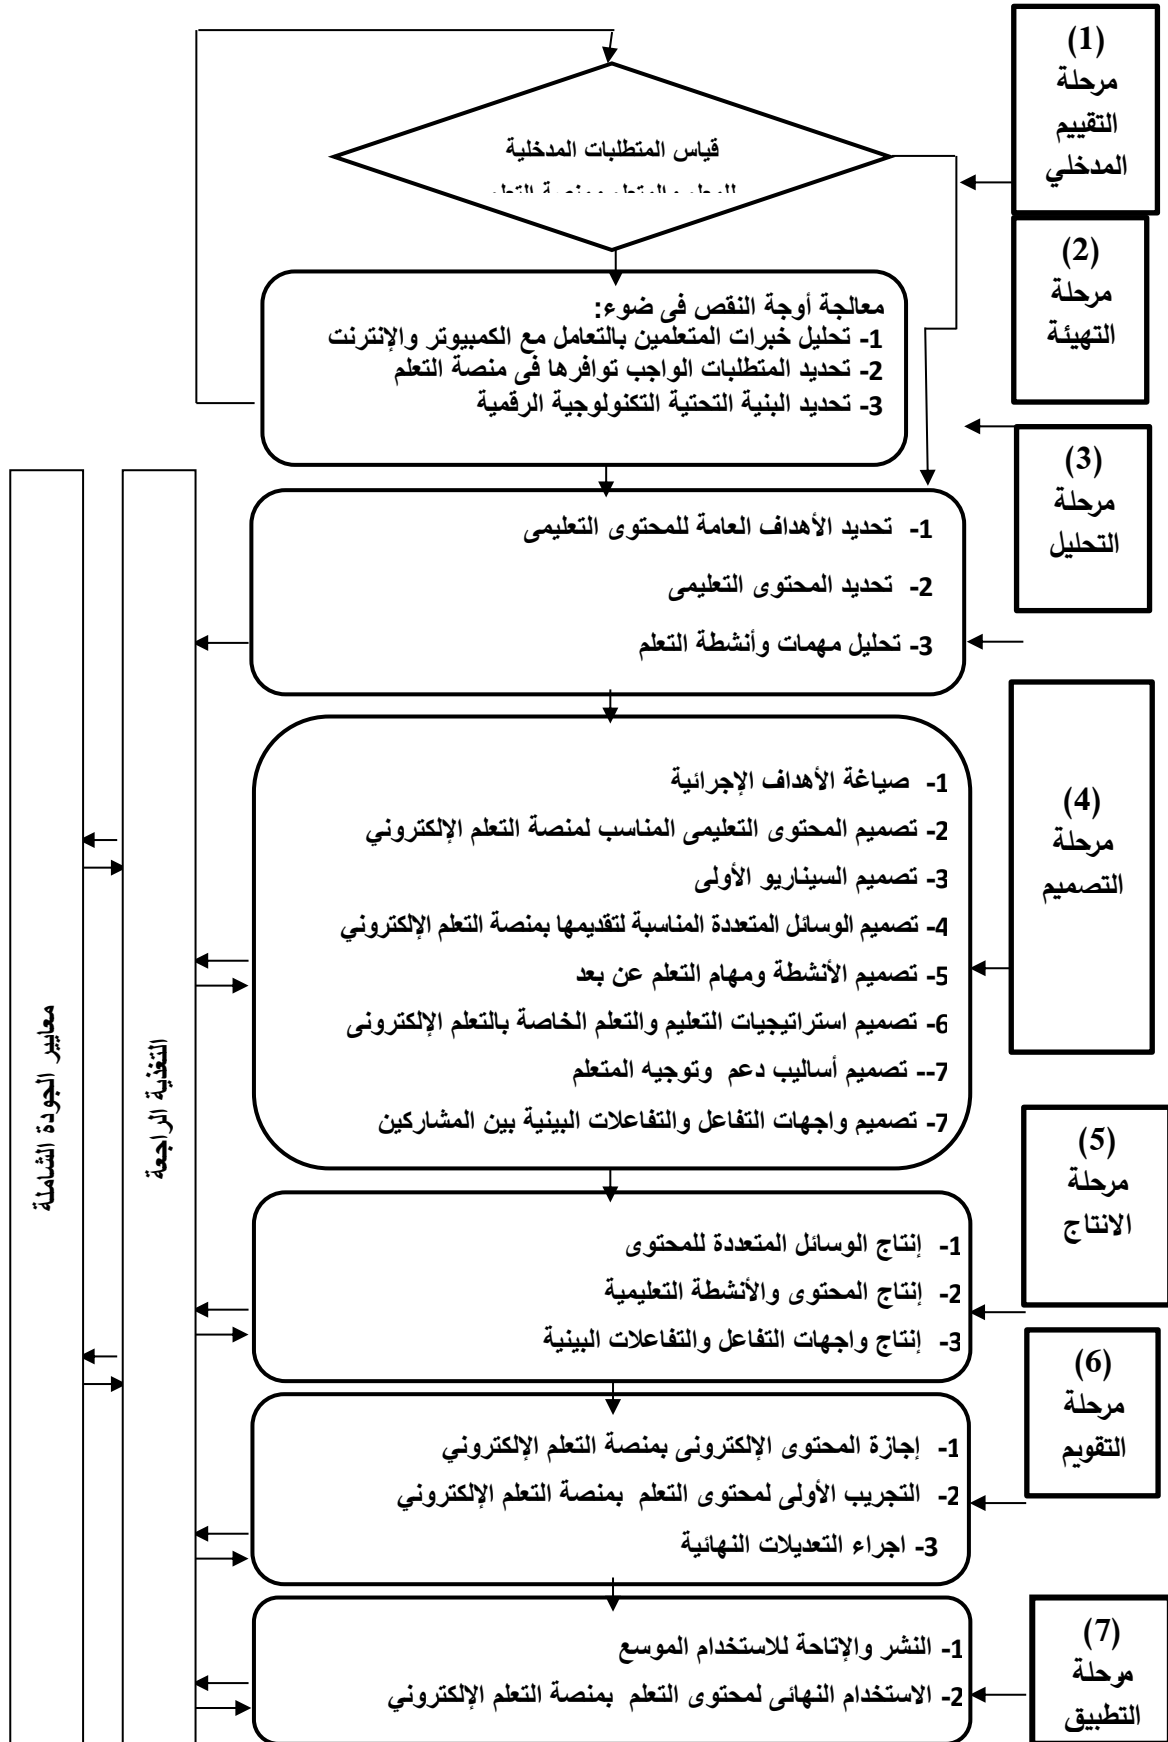 (1)
مرحلة
التقييم
المدخلي
قياس المتطلبات المدخلية
(2)
مرحلة
التهيئة
معالجة أوجة النقص فى ضوء:
1- تحليل خبرات المتعلمين بالتعامل مع الكمبيوتر والإنترنت
2- تحديد المتطلبات الواجب توافرها فى منصة التعلم
3- تحديد البنية التحتية التكنولوجية الرقمية
(3)
مرحلة
التحليل
1- تحديد الأهداف العامة للمحتوى التعليمى
2- تحديد المحتوى التعليمى
3- تحليل مهمات وأنشطة التعلم
(4)
مرحلة
التصميم
1- صياغة الأهداف الإجرائية
2- تصميم المحتوى التعليمى المناسب لمنصة التعلم الإلكتروني
3- تصميم السيناريو الأولى
4- تصميم الوسائل المتعددة المناسبة لتقديمها بمنصة التعلم الإلكتروني
5- تصميم الأنشطة ومهام التعلم عن بعد
6- تصميم استراتيجيات التعليم والتعلم الخاصة بالتعلم الإلكترونى
7-- تصميم أساليب دعم وتوجيه المتعلم
7- تصميم واجهات التفاعل والتفاعلات البينية بين المشاركين
(5)
مرحلة
الانتاج
1- إنتاج الوسائل المتعددة للمحتوى
2- إنتاج المحتوى والأنشطة التعليمية
3- إنتاج واجهات التفاعل والتفاعلات البينية
(6)
مرحلة
التقويم
1- إجازة المحتوى الإلكترونى بمنصة التعلم الإلكتروني
2- التجريب الأولى لمحتوى التعلم بمنصة التعلم الإلكتروني
3- اجراء التعديلات النهائية
(7)
مرحلة
التطبيق
1- النشر والإتاحة للاستخدام الموسع
2- الاستخدام النهائى لمحتوى التعلم بمنصة التعلم الإلكتروني
التغذية الراجعة
معايير الجودة الشاملة